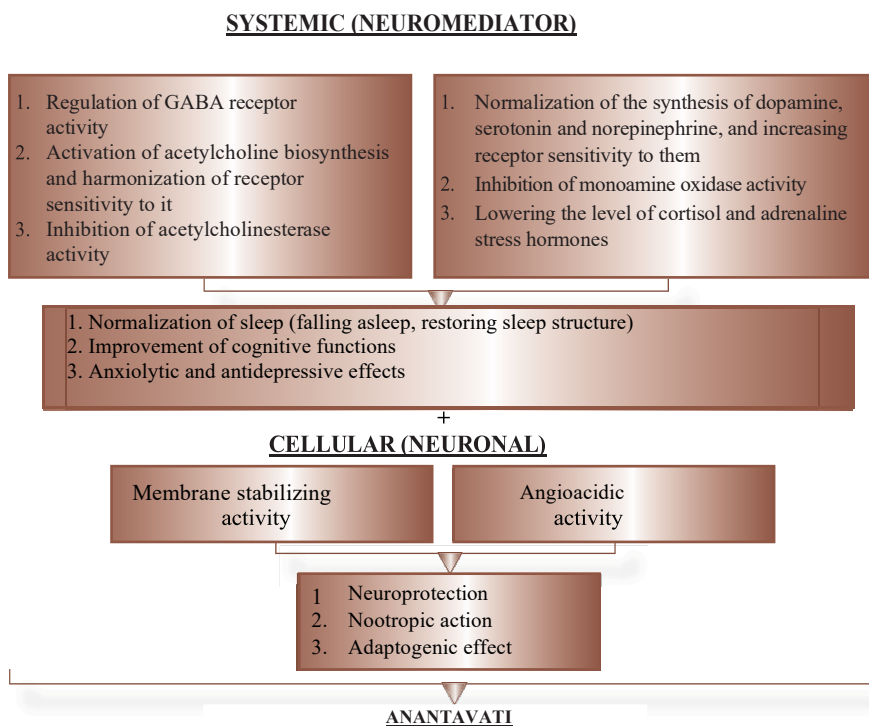 SYSTEMIC (NEUROMEDIATOR)
1. Regulation of GABA receptor
activity
2. Activation of acetylcholine biosynthesis
and harmonization of receptor
sensitivity to it
3. Inhibition of acetylcholinesterase
activity
1. Normalization of the synthesis of dopamine,
serotonin and norepinephrine, and increasing
receptor sensitivity to them
2. Inhibition of monoamine oxidase activity
3. Lowering the level of cortisol and adrenaline
stress hormones
1. Normalization of sleep (falling asleep, restoring sleep structure)
2. Improvement of cognitive functions
3. Anxiolytic and antidepressive effects
+
CELLULAR (NEURONAL)
Membrane stabilizing
activity
Angioacidic
activity
1 Neuroprotection
2. Nootropic action
3. Adaptogenic effect
ANANTAVATI